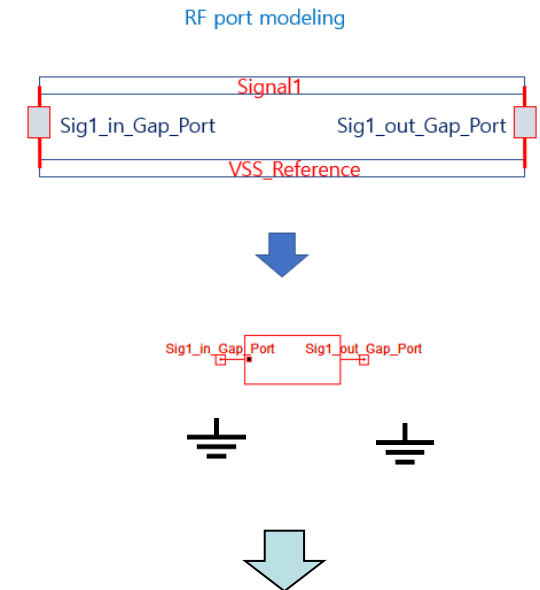 RF port modeling
Signal1
Sig1_in_Gap_Port
Sig1_out_Gap_Port
VSS_Reference
Sig1_in_Gap_Port
Sig1_out_Gap_Port